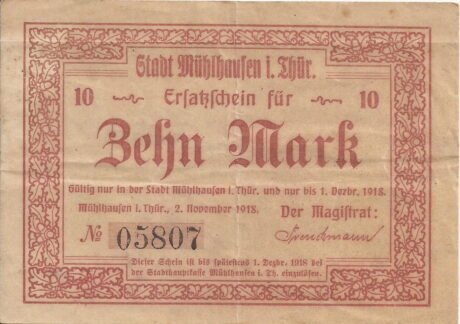 Stadt Mühlhausen i. Thür.
10 Ersatzschein für 10
Zehn Mark
Gültig nur in der Stadt Mühlhausen i. Thür. und nur bis 1. Dezbr. 1918.
Mühlhausen i. Thür., 2. November 1918. Der Magistrat:
№ 05807
Dieser Schein ist bis spätestens 1. Dezbr. 1918 bei
der Stadthauptkasse Mühlhausen i. Th. einzulösen.